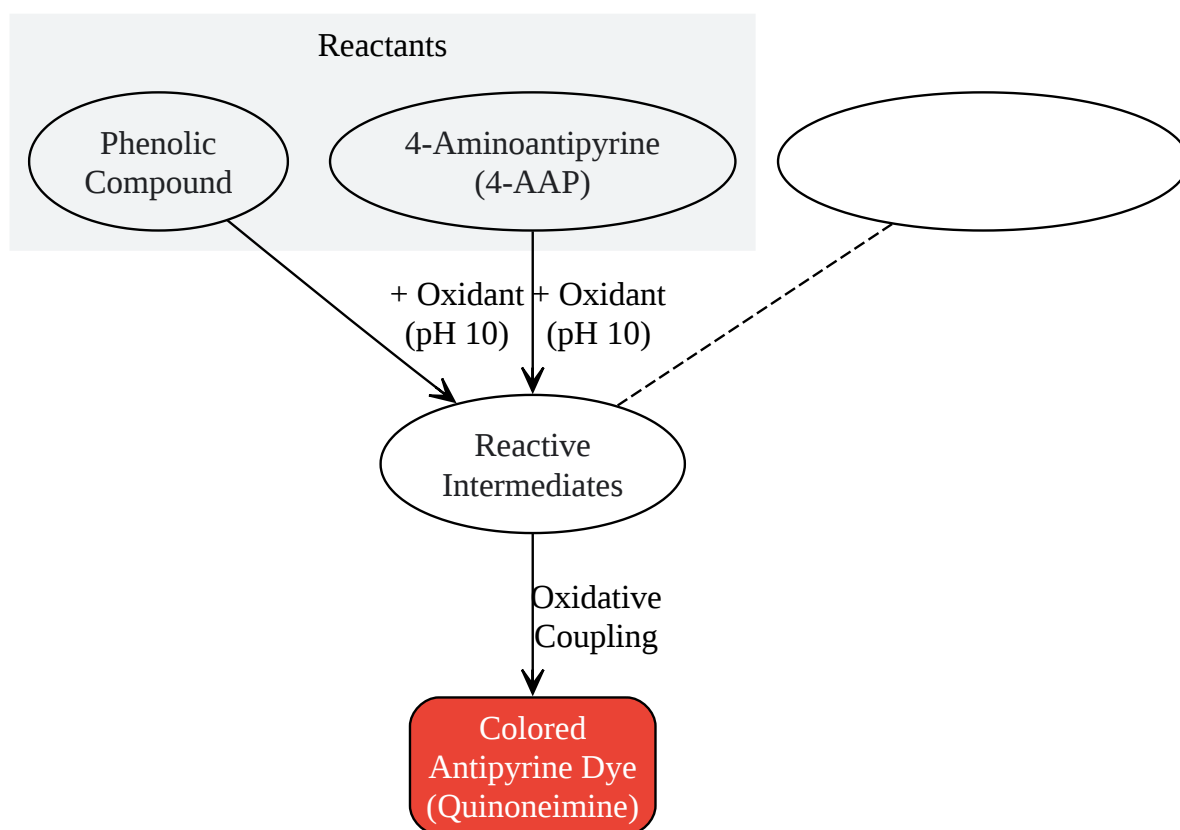 Reactants
Phenolic
Compound
4-Aminoantipyrine
(4-AAP)
+ Oxidant
(pH 10)
+ Oxidant
(pH 10)
Reactive
Intermediates
Oxidative
Coupling
Colored
Antipyrine Dye
(Quinoneimine)